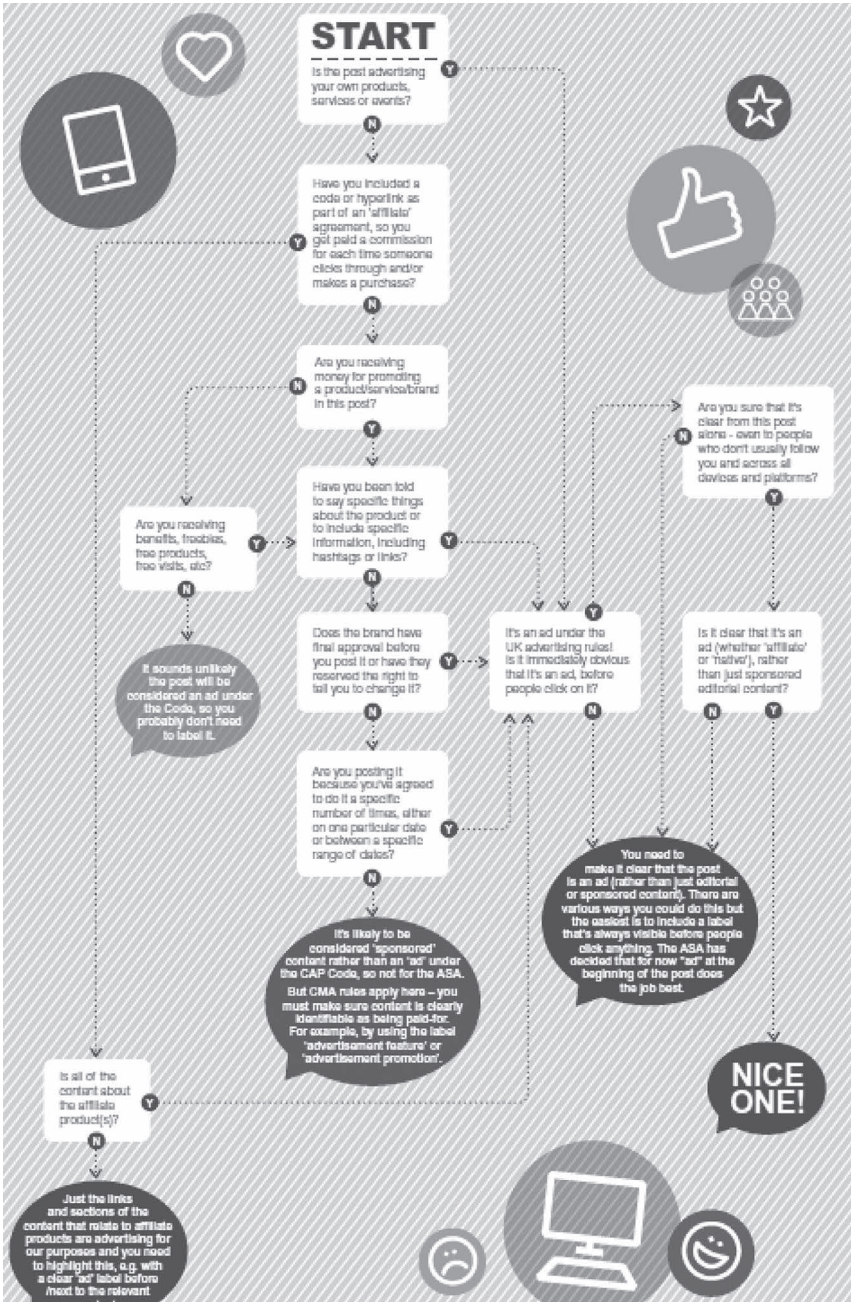 START
Is the post advertising
your own products,
services or events?
Y
N
Have you included a
code or hyperlink as
part of an 'affiliate'
agreement, so you
get paid a commission
for each time someone
clicks through and/or
makes a purchase?
Y
N
Are you receiving
money for promoting
a product/service/brand
in this post?
N
Y
Have you been told
to say specific things
about the product or
to include specific
information, including
hashtags or links?
Y
N
Are you receiving
benefits, freebies,
free products,
free visits, etc?
Y
N
It sounds unlikely
the post will be
considered an ad under
the Code, so you
probably don't need
to label it.
Does the brand have
final approval before
you post it or have they
reserved the right to
tell you to change it?
Y
N
Are you posting it
because you've agreed
to do it a specific
number of times, either
on one particular date
or between a specific
range of dates?
Y
N
It's likely to be
considered 'sponsored'
content rather than an 'ad' under
the CAP Code, so not for the ASA.
But CMA rules apply here – you
must make sure content is clearly
identifiable as being paid-for.
For example, by using the label
'advertisement feature' or
'advertisement promotion'.
Y
It's an ad under the
UK advertising rules!
Is it immediately obvious
that it's an ad, before
people click on it?
N
Are you sure that it's
clear from this post
alone - even to people
who don't usually follow
you and across all
devices and platforms?
N
Y
Is it clear that it's an
ad (whether 'affiliate'
or 'native'), rather
than just sponsored
editorial content?
N
Y
You need to
make it clear that the post
is an ad (rather than just editorial
or sponsored content). There are
various ways you could do this but
the easiest is to include a label
that's always visible before people
click anything. The ASA has
decided that for now "ad" at the
beginning of the post does
the job best.
NICE
ONE!
Is all of the
content about
the affiliate
product(s)?
Y
N
Just the links
and sections of the
content that relate to affiliate
products are advertising for
our purposes and you need
to highlight this, e.g. with
a clear 'ad' label before
/next to the relevant